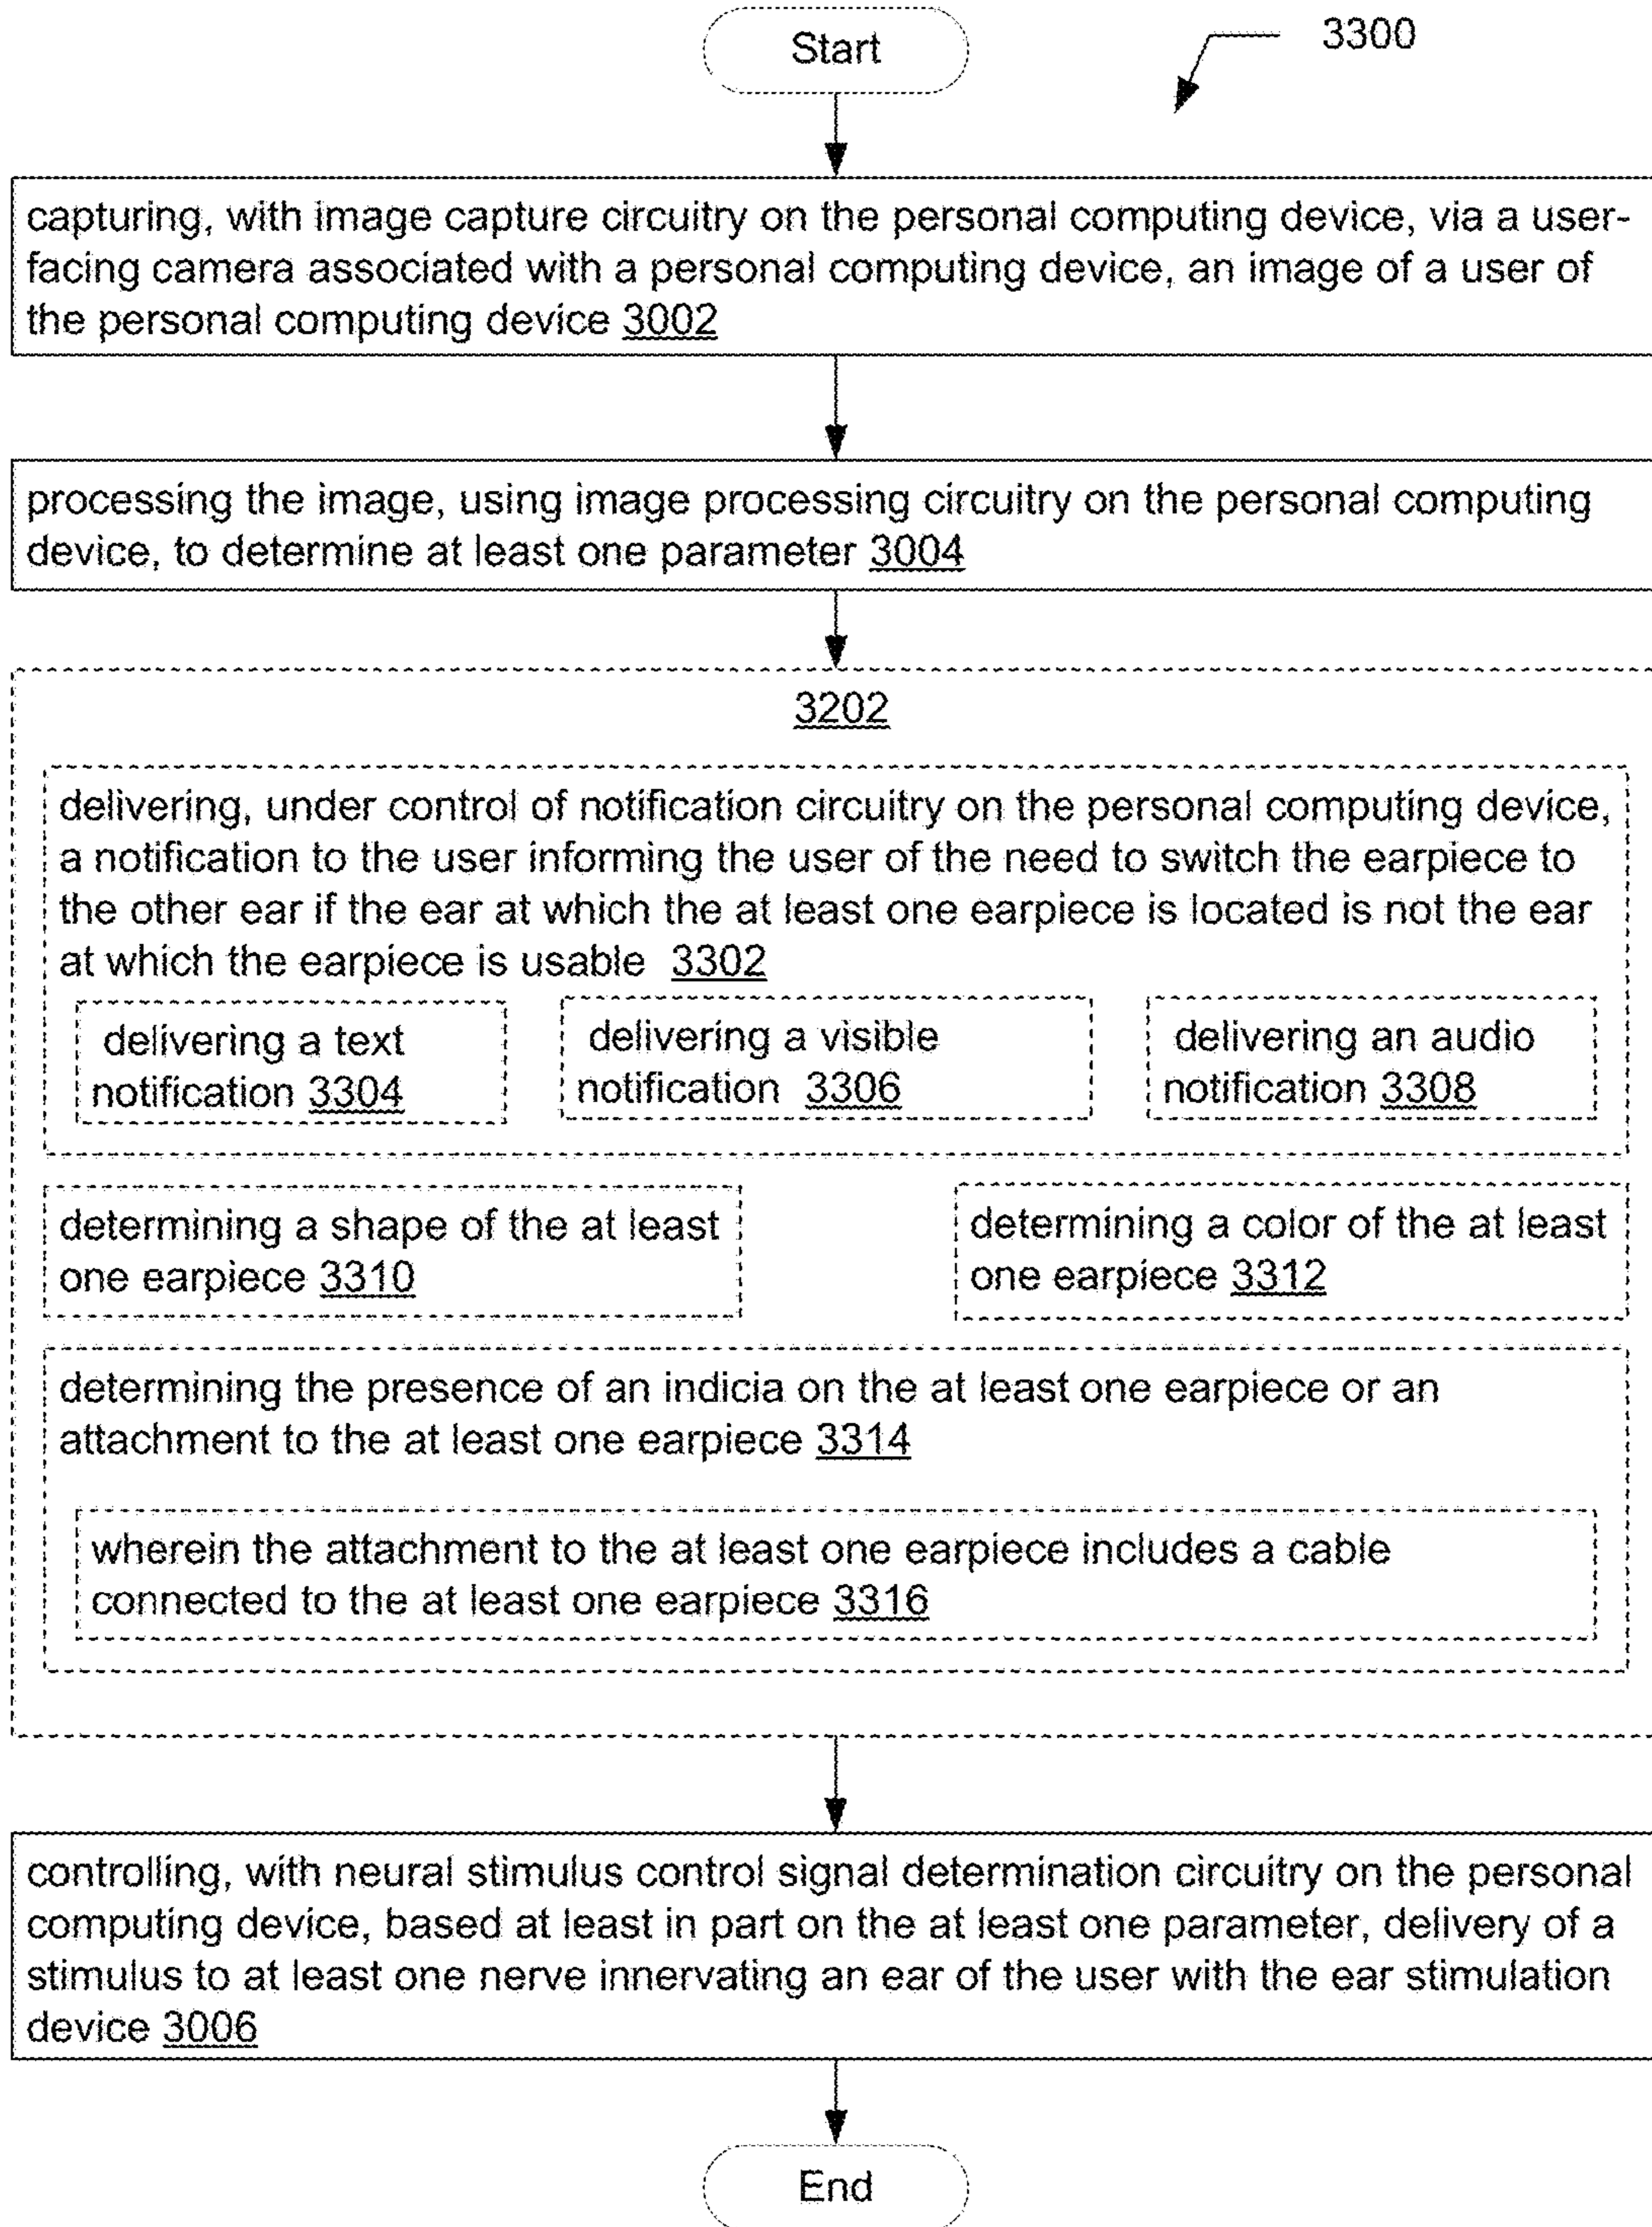 Start
3300
capturing, with image capture circuitry on the personal computing device, via a user-
facing camera associated with a personal computing device, an image of a user of
the personal computing device 3002
processing the image, using image processing circuitry on the personal computing
device, to determine at least one parameter 3004
3202
delivering, under control of notification circuitry on the personal computing device,
a notification to the user informing the user of the need to switch the earpiece to
the other ear if the ear at which the at least one earpiece is located is not the ear
at which the earpiece is usable 3302
delivering a text
notification 3304
delivering a visible
notification 3306
delivering an audio
notification 3308
determining a shape of the at least
one earpiece 3310
determining a color of the at least
one earpiece 3312
determining the presence of an indicia on the at least one earpiece or an
attachment to the at least one earpiece 3314
wherein the attachment to the at least one earpiece includes a cable
connected to the at least one earpiece 3316
controlling, with neural stimulus control signal determination circuitry on the personal
computing device, based at least in part on the at least one parameter, delivery of a
stimulus to at least one nerve innervating an ear of the user with the ear stimulation
device 3006
End